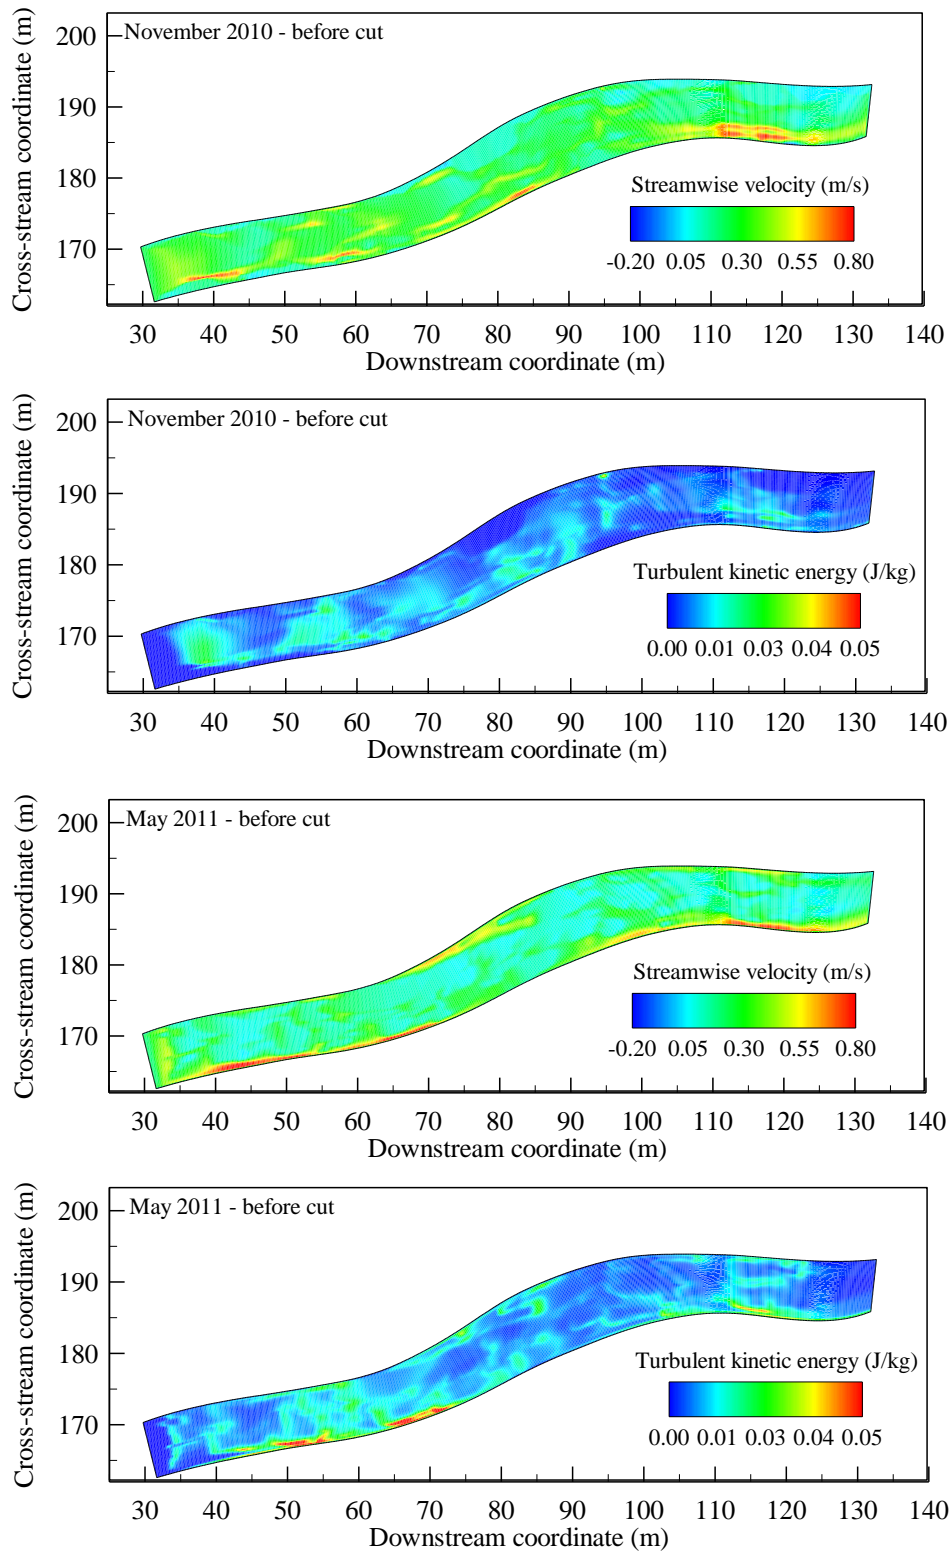 Cross-stream coordinate (m)
200
190
180
170
November 2010 - before cut
Streamwise velocity (m/s)
-0.20 0.05 0.30 0.55 0.80
30 40 50 60 70 80 90 100 110 120 130 140
Downstream coordinate (m)
Cross-stream coordinate (m)
200
190
180
170
November 2010 - before cut
Turbulent kinetic energy (J/kg)
0.00 0.01 0.03 0.04 0.05
30 40 50 60 70 80 90 100 110 120 130 140
Downstream coordinate (m)
Cross-stream coordinate (m)
200
190
180
170
May 2011 - before cut
Streamwise velocity (m/s)
-0.20 0.05 0.30 0.55 0.80
30 40 50 60 70 80 90 100 110 120 130 140
Downstream coordinate (m)
Cross-stream coordinate (m)
200
190
180
170
May 2011 - before cut
Turbulent kinetic energy (J/kg)
0.00 0.01 0.03 0.04 0.05
30 40 50 60 70 80 90 100 110 120 130 140
Downstream coordinate (m)